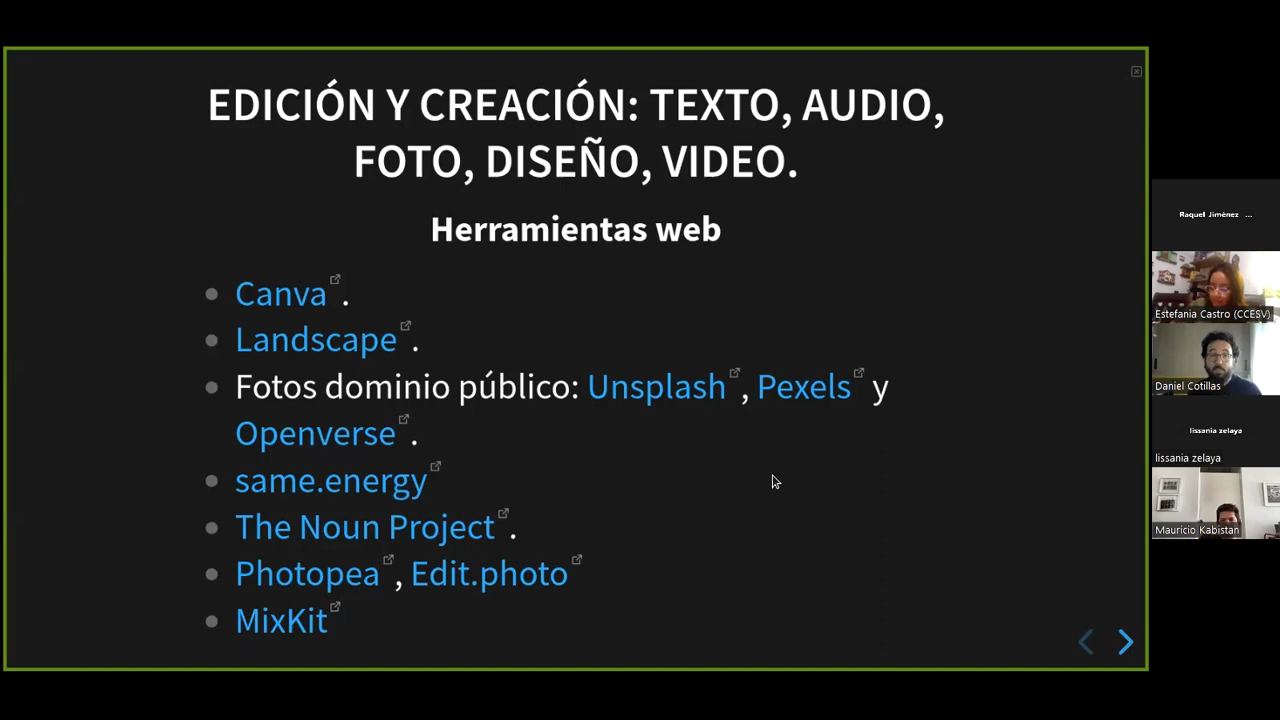 EDICIÓN Y CREACIÓN: TEXTO, AUDIO,
FOTO, DISEÑO, VIDEO.
Herramientas web
Canva.
Landscape.
Fotos dominio público: Unsplash, Pexels y
Openverse.
same.energy
The Noun Project.
Photopea, Edit.photo
MixKit
Raquel Jiménez ...
Estefania Castro (CCESV)
Daniel Cotillas
lissania zelaya
lissania zelaya
Mauricio Kabistan